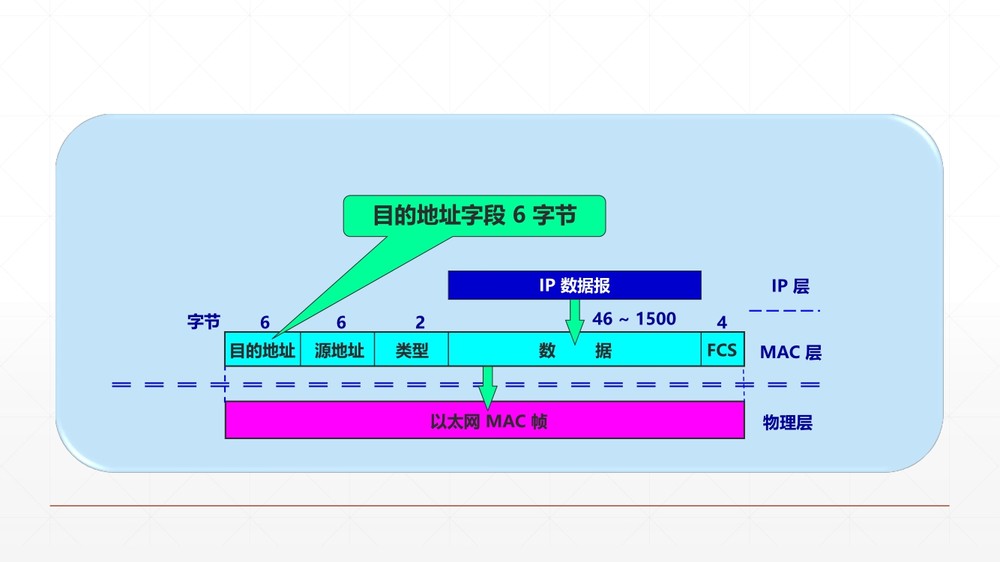 目的地址字段 6 字节
IP 数据报
IP 层
字节
6
6
2
46 ~ 1500
4
目的地址
源地址
类型
数 据
FCS
MAC 层
以太网 MAC 帧
物理层